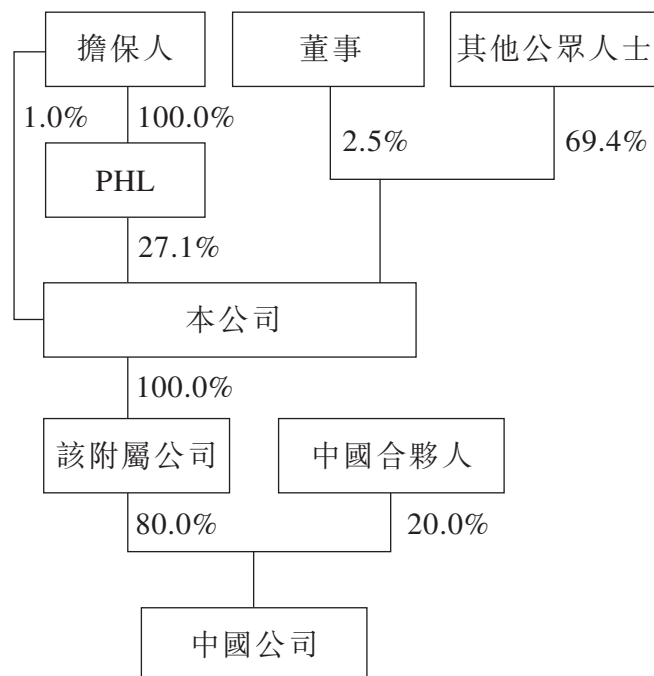 擔保人 董事 其他公眾人士
1.0% 100.0% 2.5% 69.4%
PHL
27.1%
本公司
100.0%
該附屬公司 中國合夥人
80.0% 20.0%
中國公司